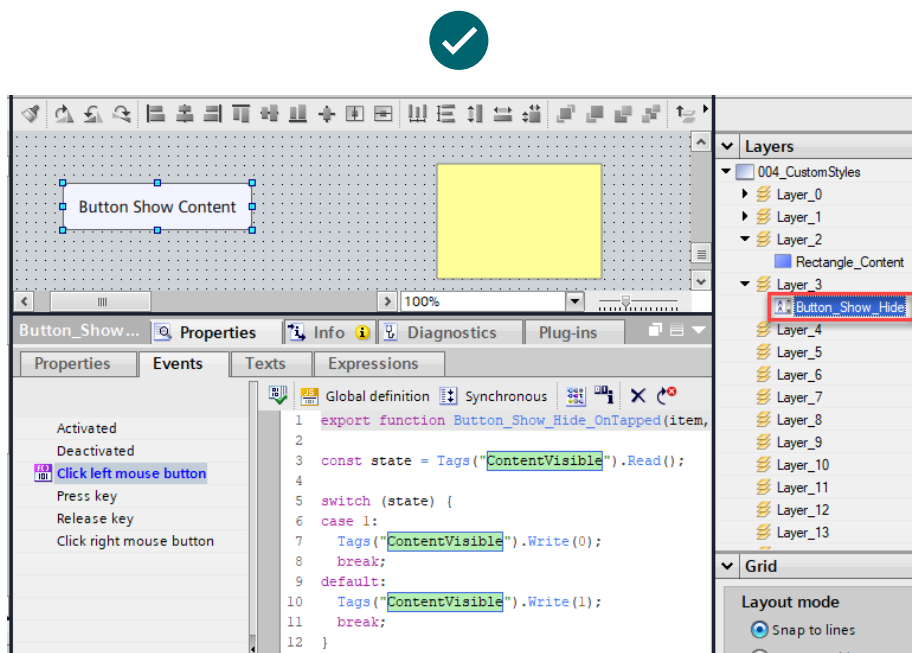 Layers
004_CustomStyles
Layer_0
Layer_1
Layer_2
Rectangle_Content
Layer_3
Button_Show_Hide
Layer_4
Layer_5
Layer_6
Layer_7
Layer_8
Layer_9
Layer_10
Layer_11
Layer_12
Layer_13
Grid
Layout mode
Snap to lines
Button Show Content
100%
Button_Show... Properties Info Diagnostics Plug-ins
Properties Events Texts Expressions
Global definition Synchronous
Activated
Deactivated
Click left mouse button
Press key
Release key
Click right mouse button
1 export function Button_Show_Hide_OnTapped(item,
2
3 const state = Tags("ContentVisible").Read();
4
5 switch (state) {
6 case 1:
7 Tags("ContentVisible").Write(0);
8 break;
9 default:
10 Tags("ContentVisible").Write(1);
11 break;
12 }